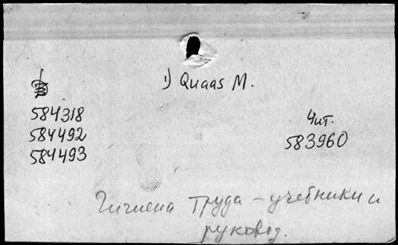 1) Quaas M.
584318
584492
584493
Чит.
583960
Гигиена труда - учебники и
руковод.